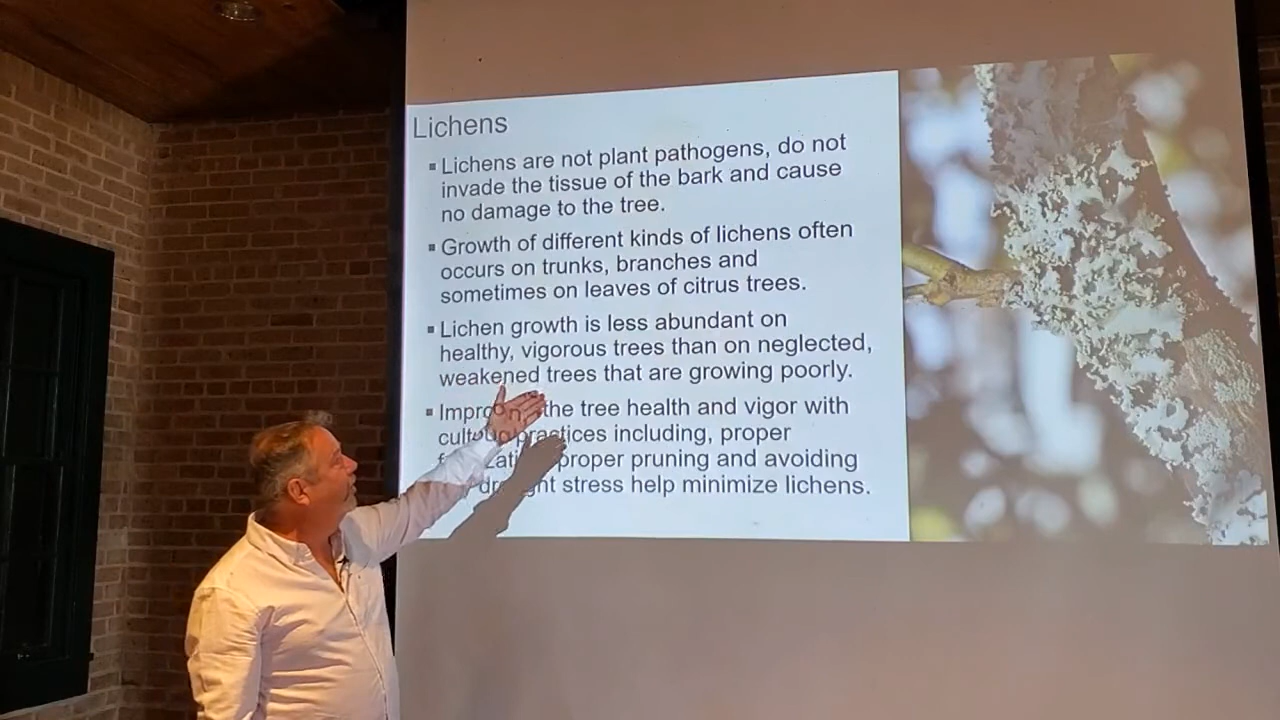 Lichens
▪ Lichens are not plant pathogens, do not
invade the tissue of the bark and cause
no damage to the tree.
▪ Growth of different kinds of lichens often
occurs on trunks, branches and
sometimes on leaves of citrus trees.
▪ Lichen growth is less abundant on
healthy, vigorous trees than on neglected,
weakened trees that are growing poorly.
▪ the tree health and vigor with
practices including, proper
proper pruning and avoiding
stress help minimize lichens.